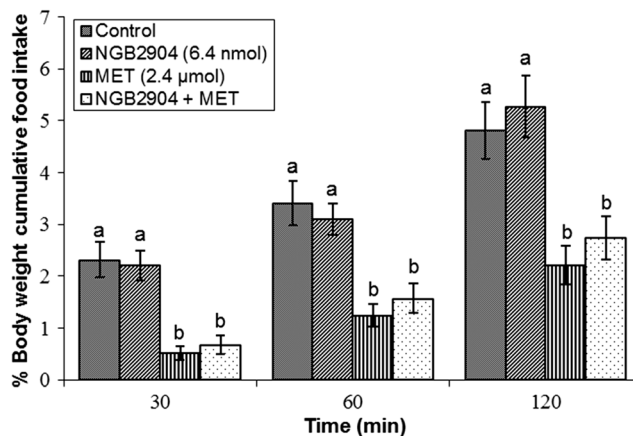 % Body weight cumulative food intake
7
6
5
4
3
2
1
0
Control
NGB2904 (6.4 nmol)
MET (2.4 µmol)
NGB2904 + MET
a
a
b
b
a
a
b
b
a
a
b
b
30
60
120
Time (min)